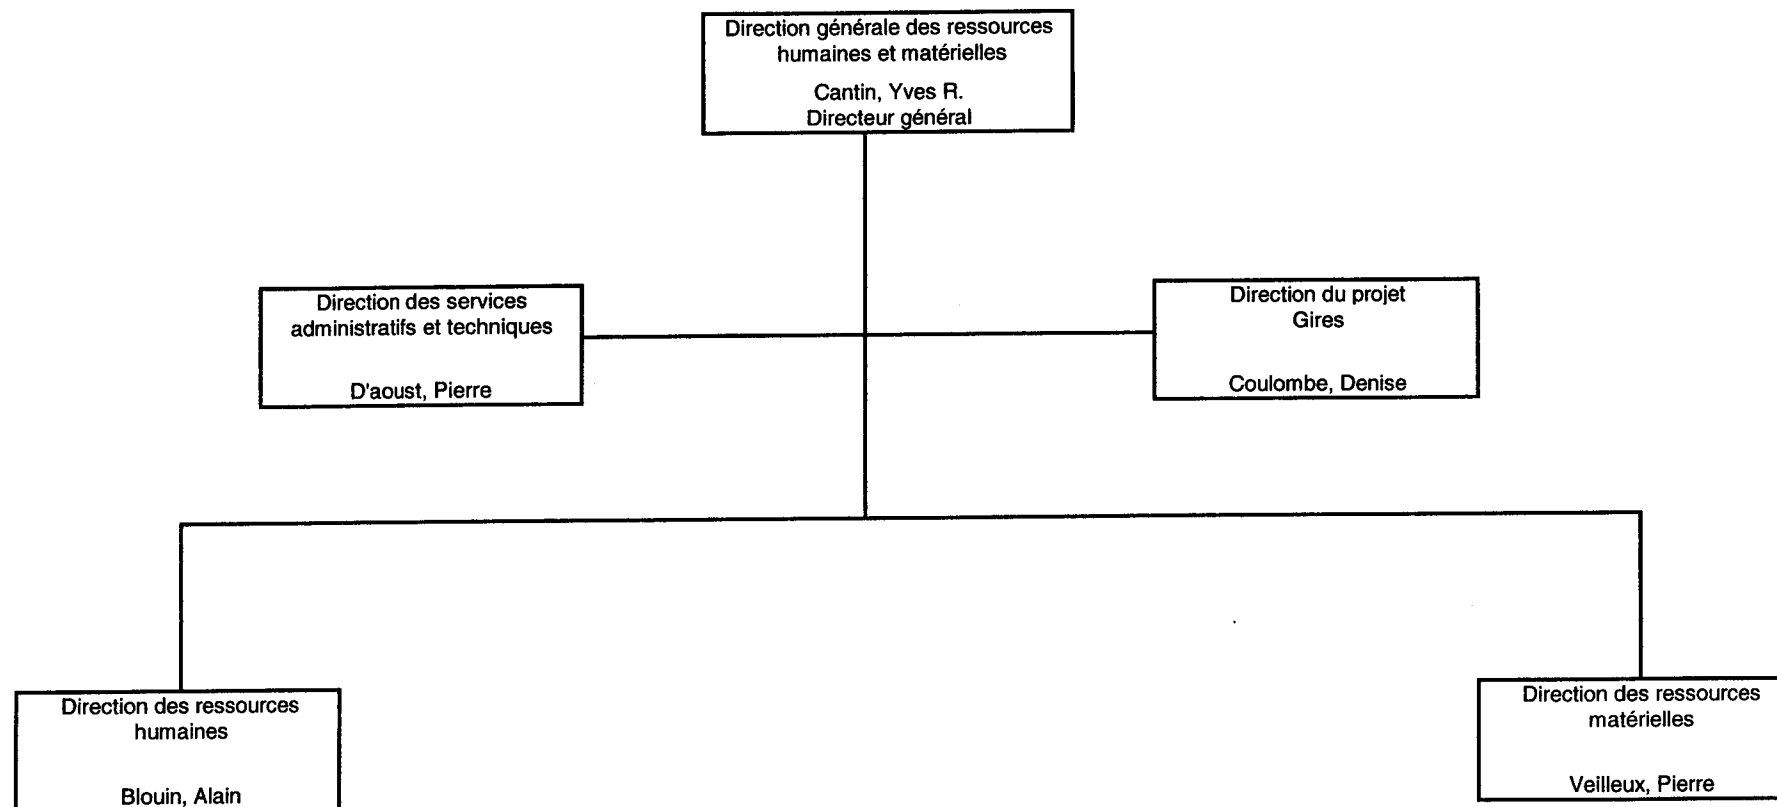 Direction générale des ressources
humaines et matérielles
Cantin, Yves R.
Directeur général
Direction des services
administratifs et techniques
D'aoust, Pierre
Direction du projet
Gires
Coulombe, Denise
Direction des ressources
humaines
Blouin, Alain
Direction des ressources
matérielles
Veilleux, Pierre